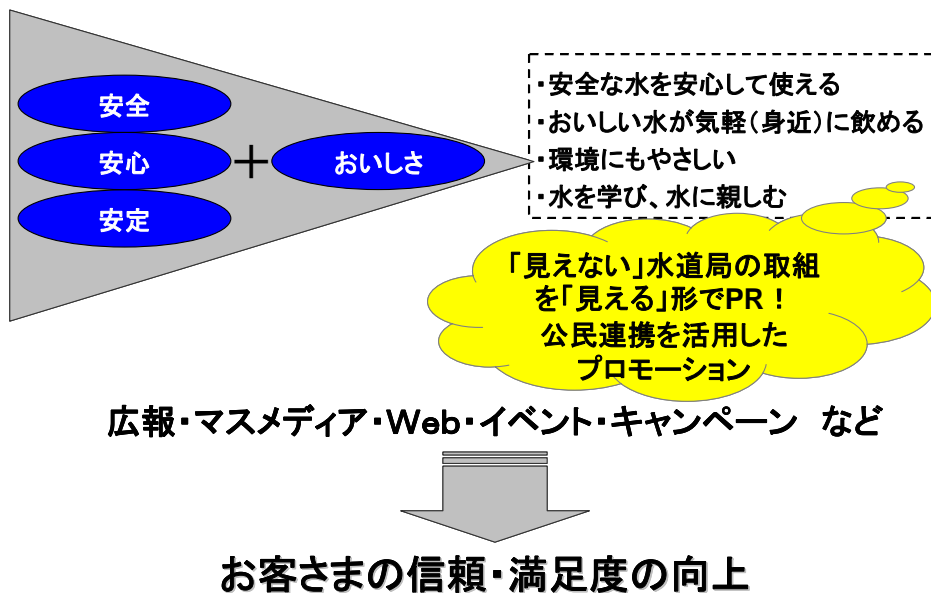 安全
安心
安定
＋
おいしさ
・安全な水を安心して使える
・おいしい水が気軽（身近）に飲める
・環境にもやさしい
・水を学び、水に親しむ
「見えない」水道局の取組
を「見える」形でPR！
公民連携を活用した
プロモーション
広報・マスメディア・Web・イベント・キャンペーン　など
お客さまの信頼・満足度の向上